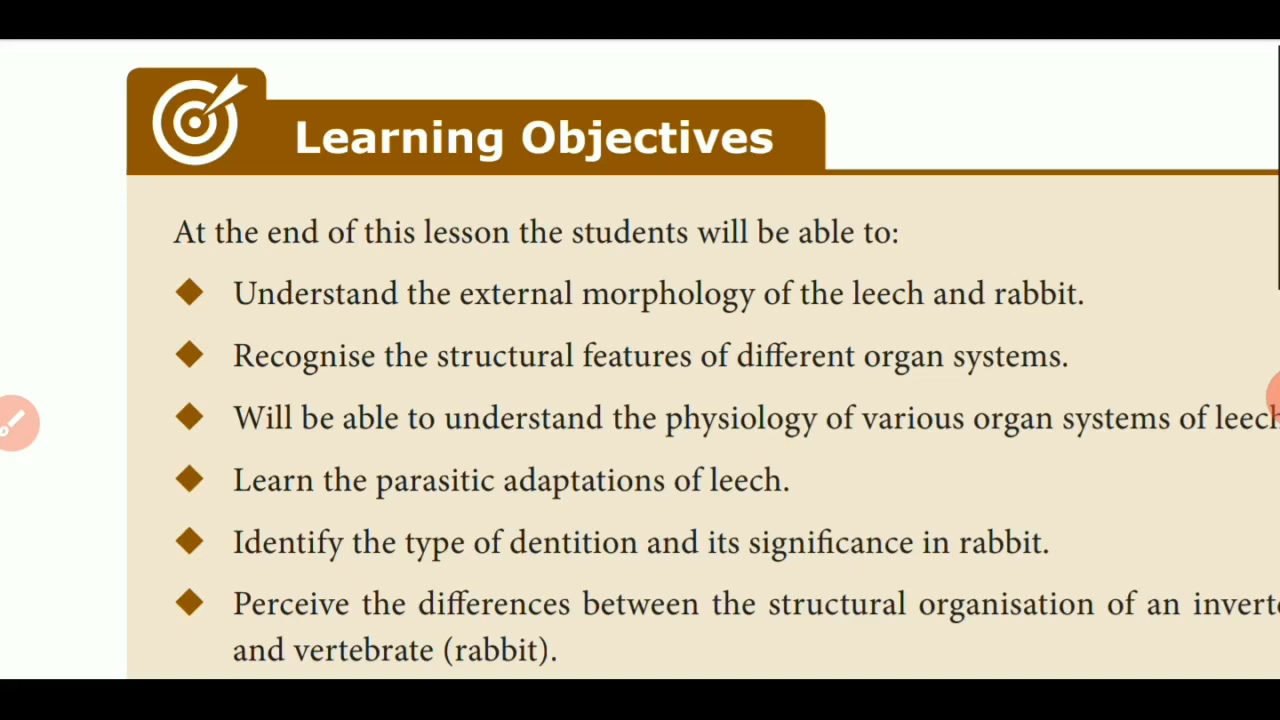 Learning Objectives
At the end of this lesson the students will be able to:
Understand the external morphology of the leech and rabbit.
Recognise the structural features of different organ systems.
Will be able to understand the physiology of various organ systems of leech
Learn the parasitic adaptations of leech.
Identify the type of dentition and its significance in rabbit.
Perceive the differences between the structural organisation of an
and vertebrate (rabbit).